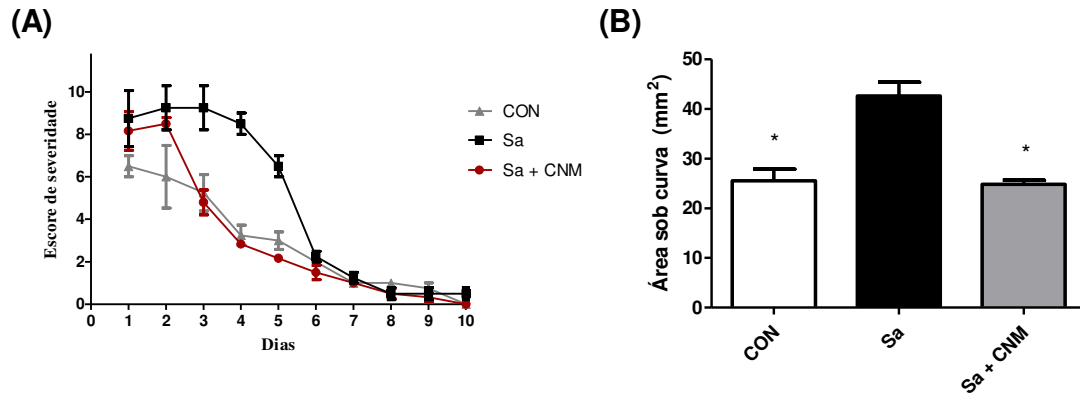 (A)
Escore de severidade
10
8
6
4
2
0
0 1 2 3 4 5 6 7 8 9 10
Dias
CON
Sa
Sa + CNM
(B)
Área sob curva (mm²)
50
40
30
20
10
0
*
*
CON
Sa
Sa + CNM